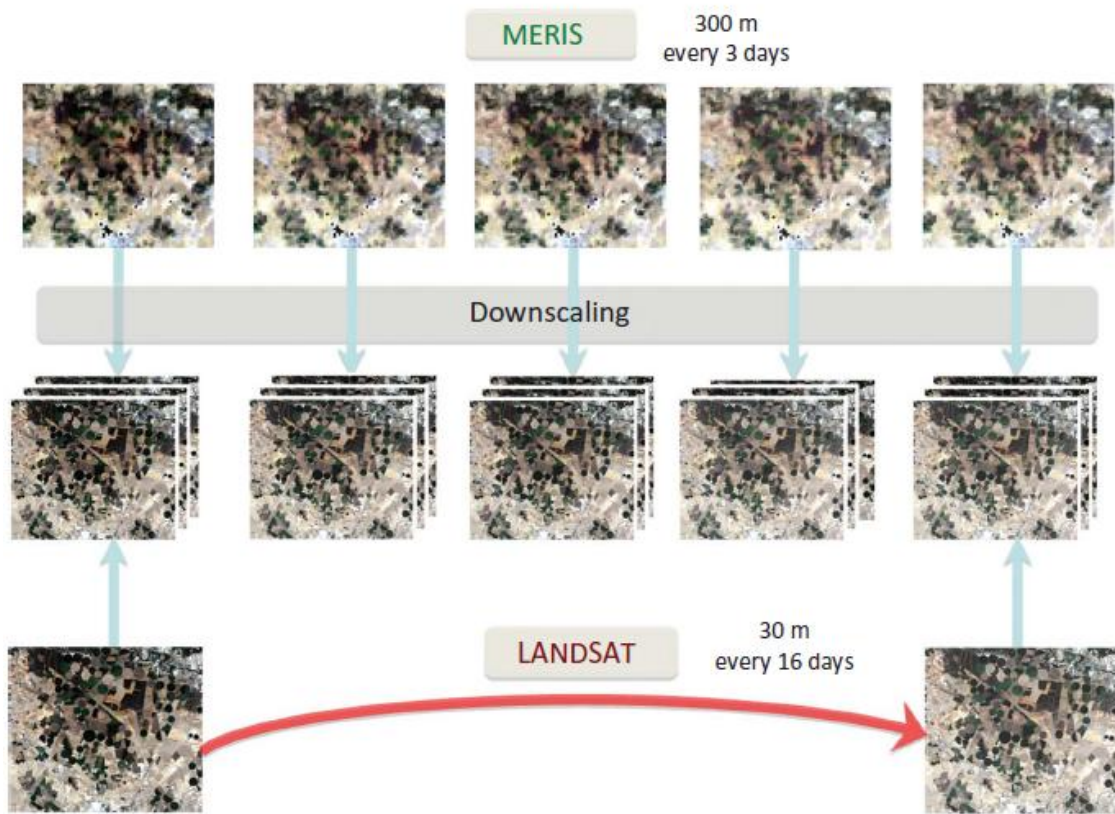 MERIS
300 m
every 3 days
Downscaling
LANDSAT
30 m
every 16 days